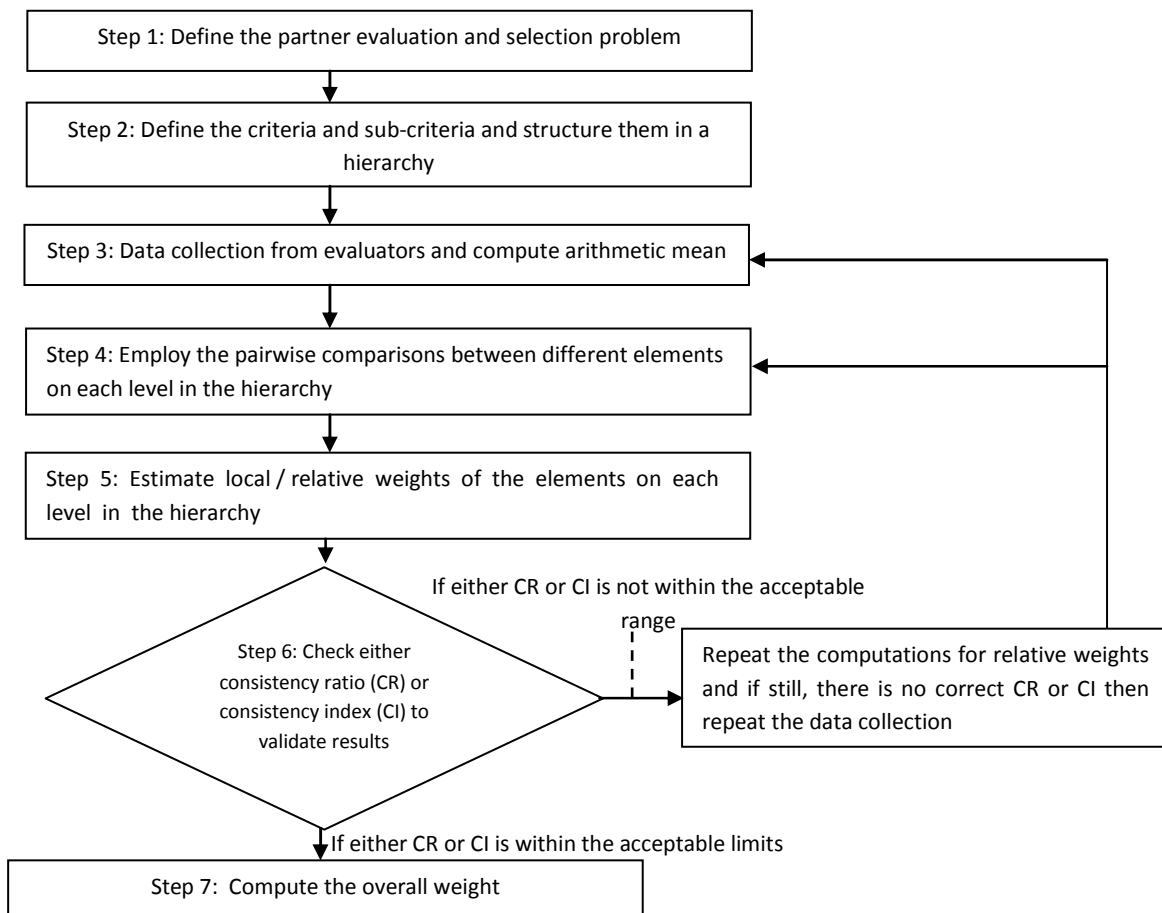 Step 1: Define the partner evaluation and selection problem
Step 2: Define the criteria and sub-criteria and structure them in a
hierarchy
Step 3: Data collection from evaluators and compute arithmetic mean
Step 4: Employ the pairwise comparisons between different elements
on each level in the hierarchy
Step 5: Estimate local / relative weights of the elements on each
level in the hierarchy
If either CR or CI is not within the acceptable
range
Step 6: Check either
consistency ratio (CR) or
consistency index (CI) to
validate results
Repeat the computations for relative weights
and if still, there is no correct CR or CI then
repeat the data collection
If either CR or CI is within the acceptable limits
Step 7: Compute the overall weight